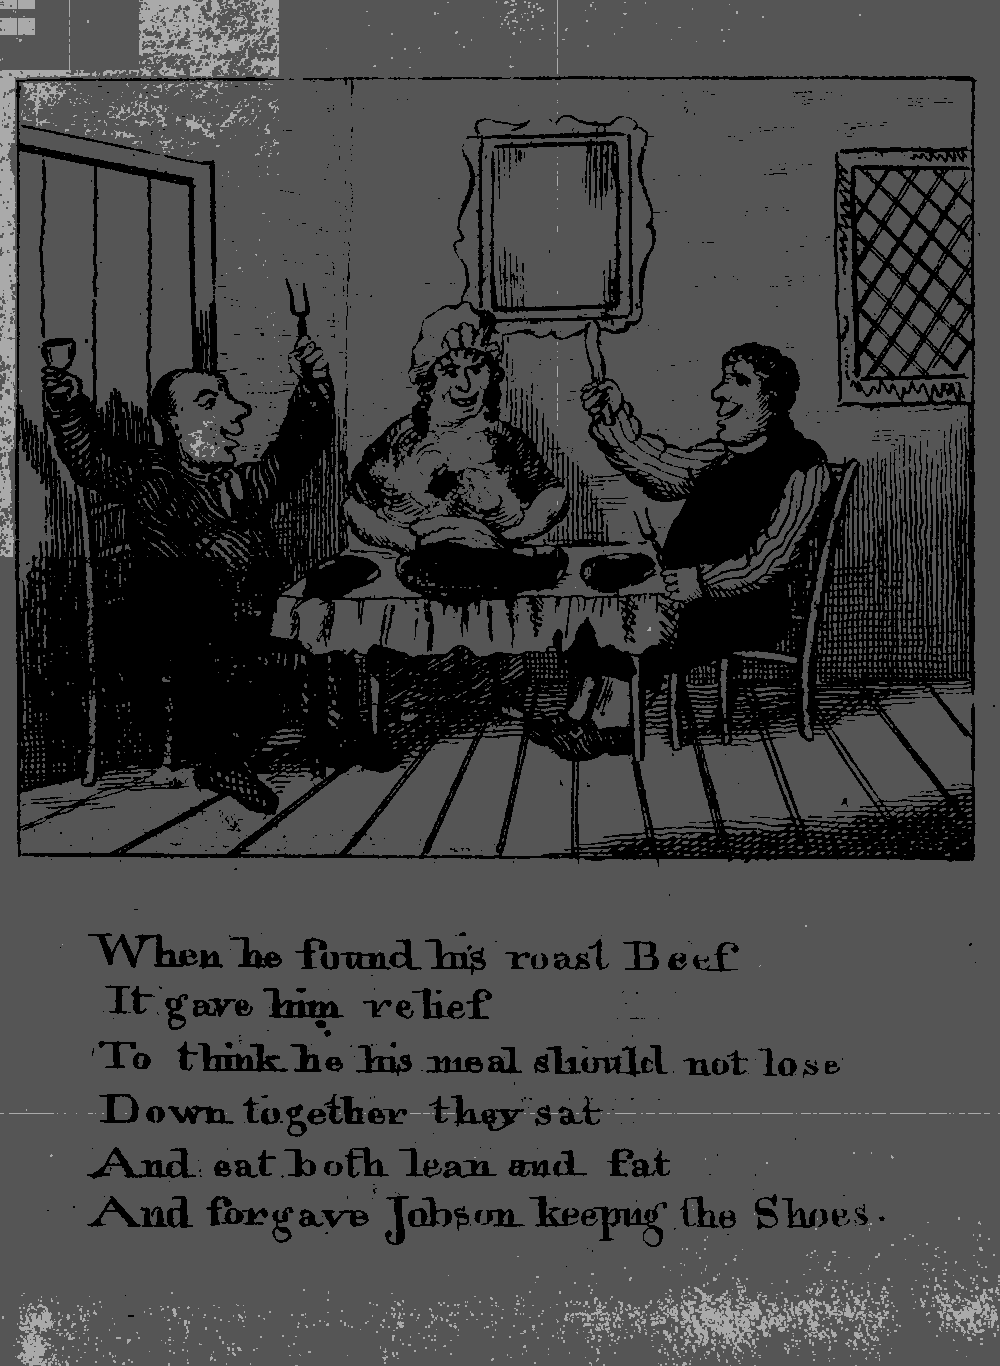 When he found his roast Beef
It gave him relief
To think he his meal should not lose
Down together they sat
And eat both lean and fat
And forgave Jobson keepug the Shoes.